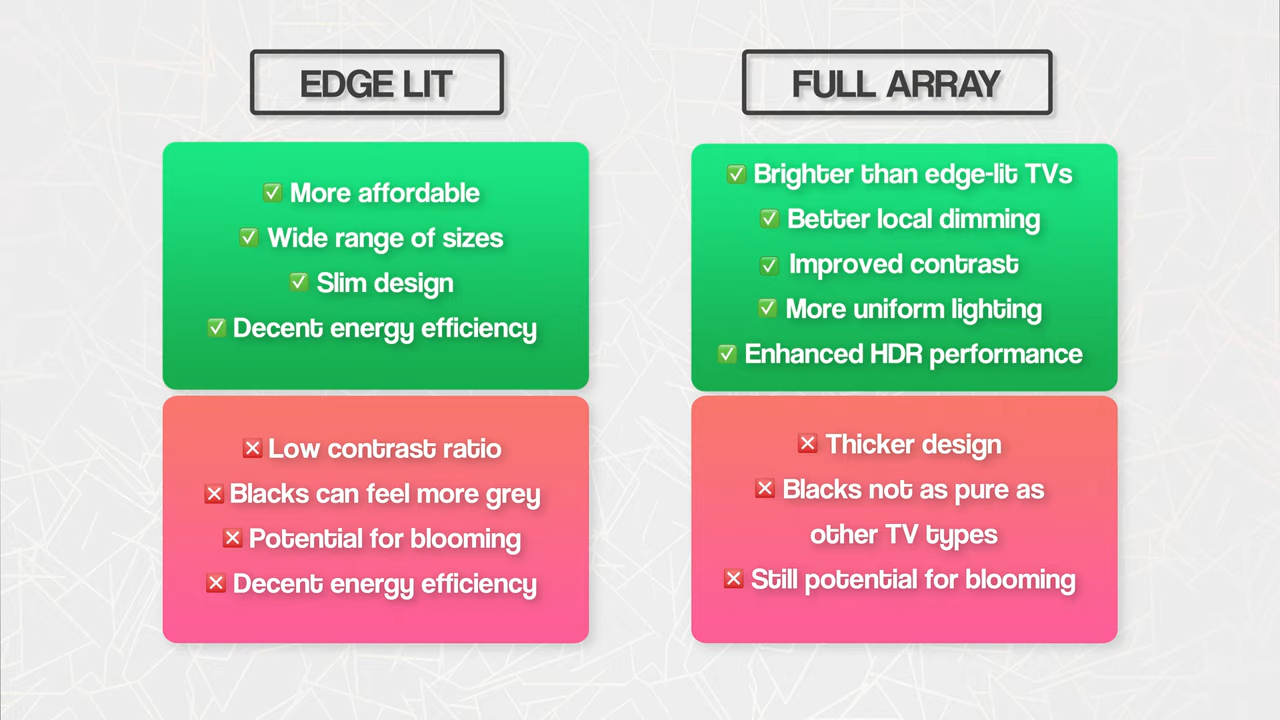 EDGE LIT
✅ More affordable
✅ Wide range of sizes
✅ Slim design
✅ Decent energy efficiency
❎ Low contrast ratio
❎ Blacks can feel more grey
❎ Potential for blooming
❎ Decent energy efficiency
FULL ARRAY
✅ Brighter than edge-lit TVs
✅ Better local dimming
✅ Improved contrast
✅ More uniform lighting
✅ Enhanced HDR performance
❎ Thicker design
❎ Blacks not as pure as
other TV types
❎ Still potential for blooming